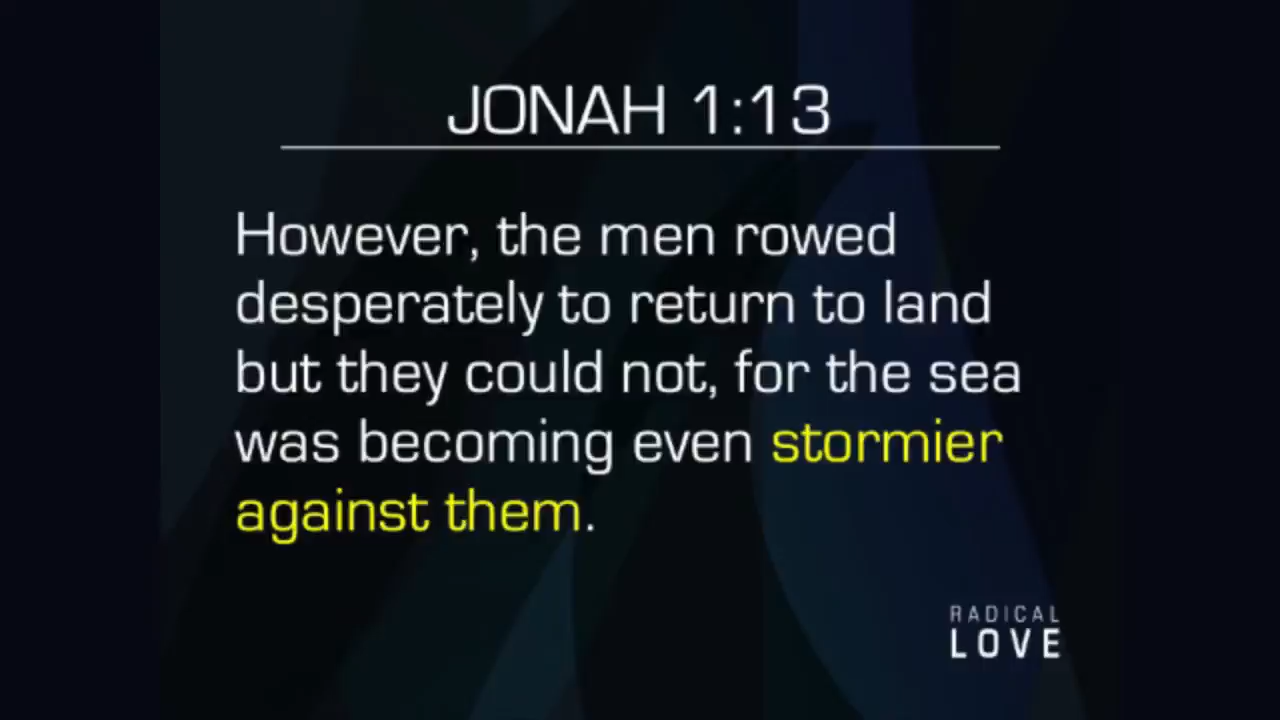 JONAH 1:13
However, the men rowed
desperately to return to land
but they could not, for the sea
was becoming even stormier
against them.
RADICAL
LOVE